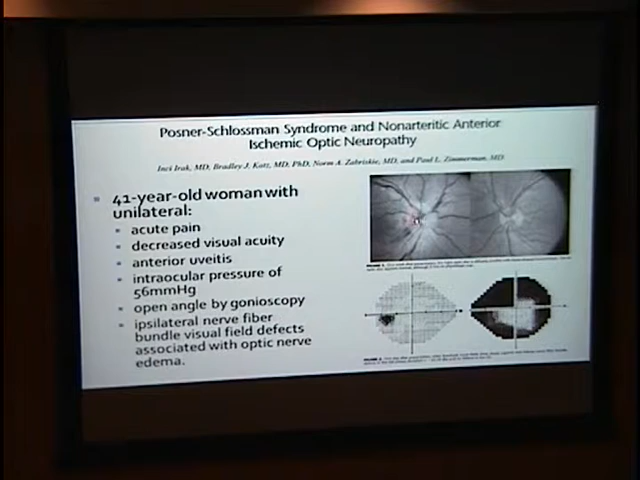 Posner-Schlossman Syndrome and Nonarteritic Anterior
Ischemic Optic Neuropathy
Inci Irak, MD, Bradley J. Katz, MD, PhD, Norm A. Zabriskie, MD, and Paul L. Zimmerman, MD
41-year-old woman with
unilateral:
acute pain
decreased visual acuity
anterior uveitis
intraocular pressure of
56mmHg
open angle by gonioscopy
ipsilateral nerve fiber
bundle visual field defects
associated with optic nerve
edema.